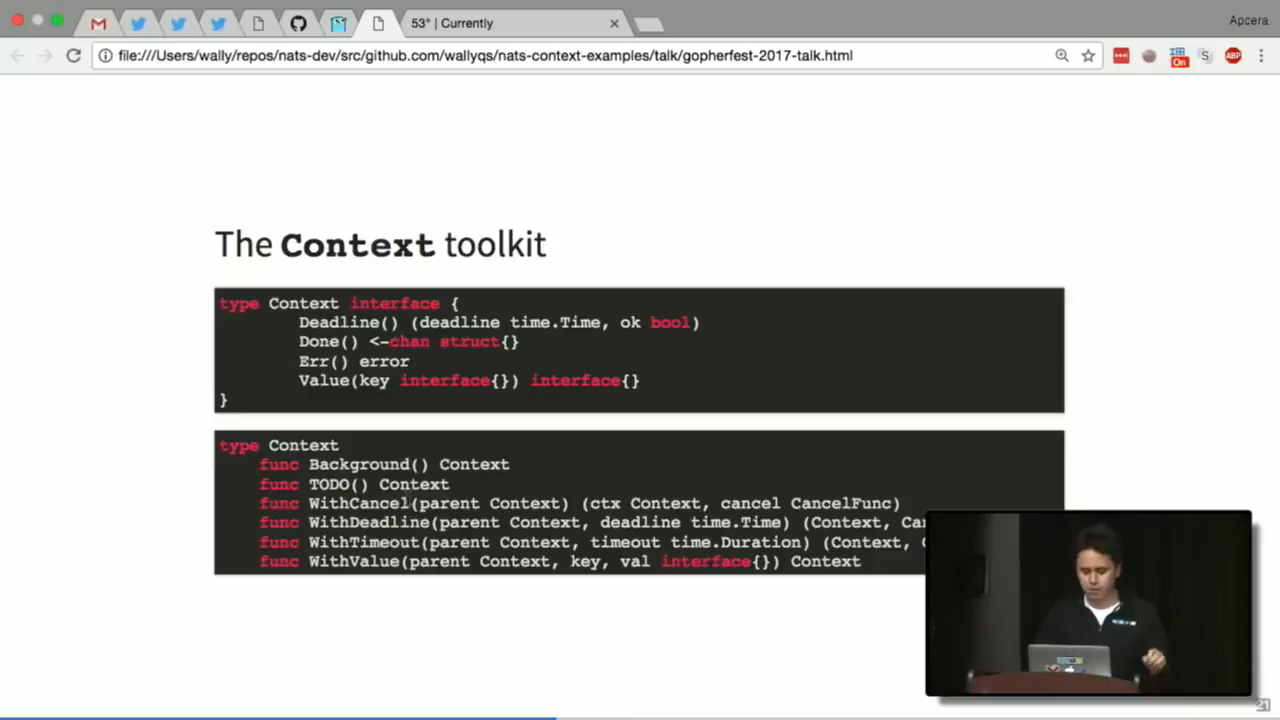 53° | Currently
Apcera
file:///Users/wally/repos/nats-dev/src/github.com/wallyqs/nats-context-examples/talk/gopherfest-2017-talk.html
On
ABP
The Context toolkit
type Context interface {
Deadline() (deadline time.Time, ok bool)
Done() <-chan struct{}
Err() error
Value(key interface{}) interface{}
}
type Context
func Background() Context
func TODO() Context
func WithCancel(parent Context) (ctx Context, cancel CancelFunc)
func WithDeadline(parent Context, deadline time.Time) (Context, Ca
func WithTimeout(parent Context, timeout time.Duration) (Context, C
func WithValue(parent Context, key, val interface{}) Context
21